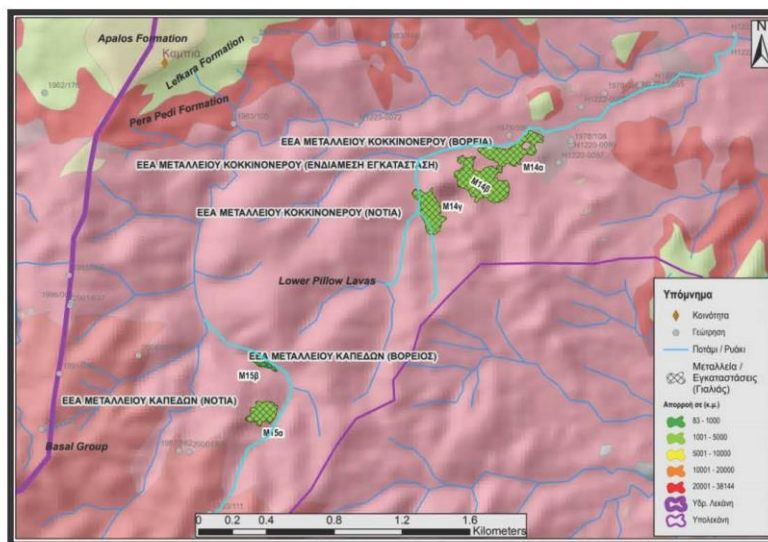 Apalos Formation
Καμπιά
Lefkara Formation
Pera Pedi Formation
N
ΕΕΑ ΜΕΤΑΛΛΕΙΟΥ ΚΟΚΚΙΝΟΝΕΡΟΥ (ΒΟΡΕΙΑ)
ΕΕΑ ΜΕΤΑΛΛΕΙΟΥ ΚΟΚΚΙΝΟΝΕΡΟΥ (ΕΝΔΙΑΜΕΣΗ ΕΓΚΑΤΑΣΤΑΣΗ)
M14α
M14β
ΕΕΑ ΜΕΤΑΛΛΕΙΟΥ ΚΟΚΚΙΝΟΝΕΡΟΥ (ΝΟΤΙΑ)
M14γ
Lower Pillow Lavas
ΕΕΑ ΜΕΤΑΛΛΕΙΟΥ ΚΑΠΕΔΩΝ (ΒΟΡΕΙΟΣ)
M15β
ΕΕΑ ΜΕΤΑΛΛΕΙΟΥ ΚΑΠΕΔΩΝ (ΝΟΤΙΑ)
M15α
Basal Group
Υπόμνημα
Κοινότητα
Γεώτρηση
Ποτάμι / Ρυάκι
Μεταλλεία /
Εγκαταστάσεις
(Γιαλιάς)
Απορροή σε (κ.μ.)
83 - 1000
1001 - 5000
5001 - 10000
10001 - 20000
20001 - 38144
Υδρ. Λεκάνη
Υπολεκάνη
0 0.2 0.4 0.8 1.2 1.6
Kilometers